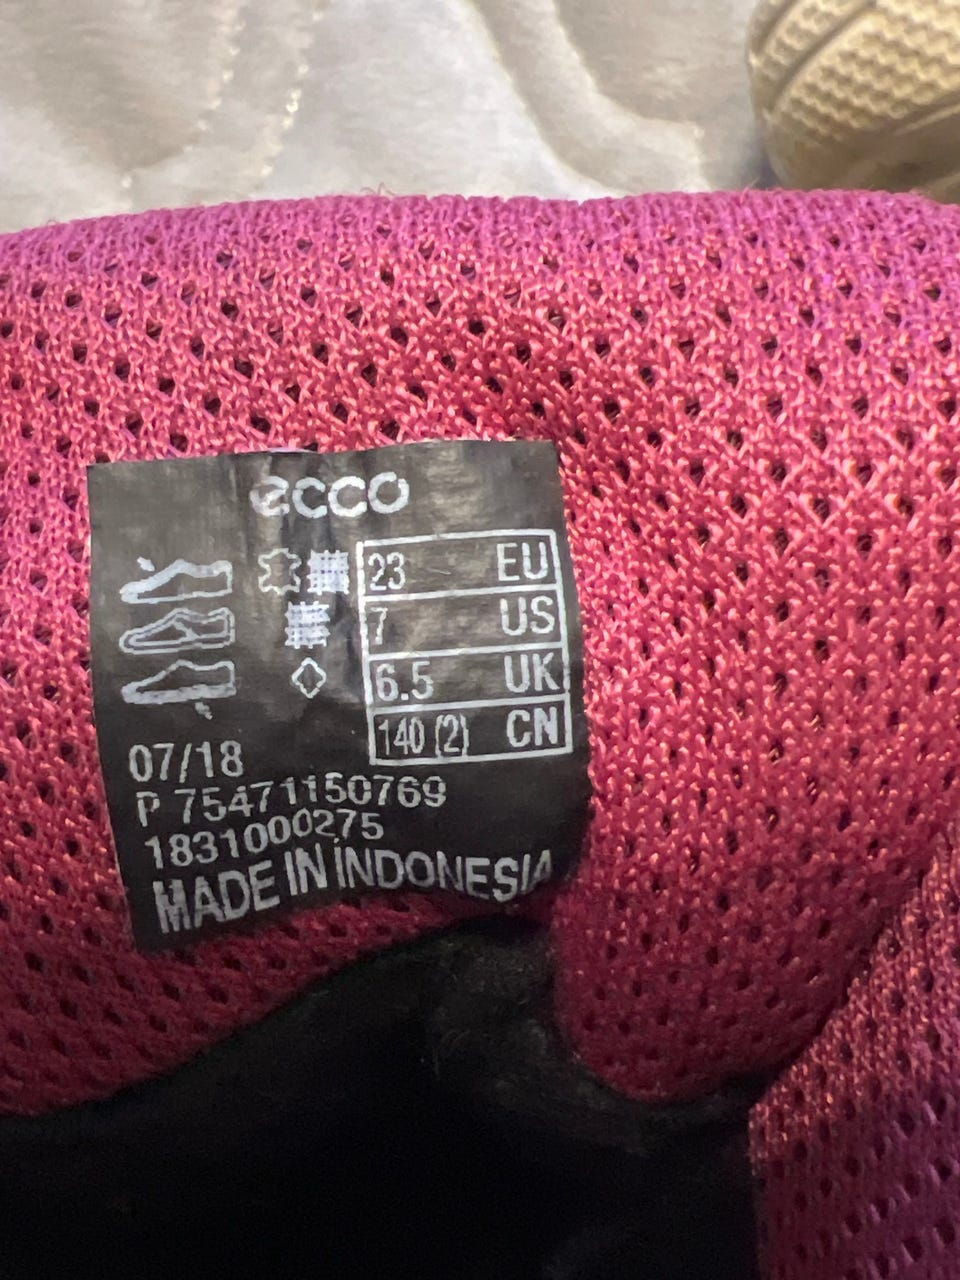 ecco
23 EU
7 US
6.5 UK
140 (2) CN
07/18
P 75471150769
1831000275
MADE IN INDONESIA